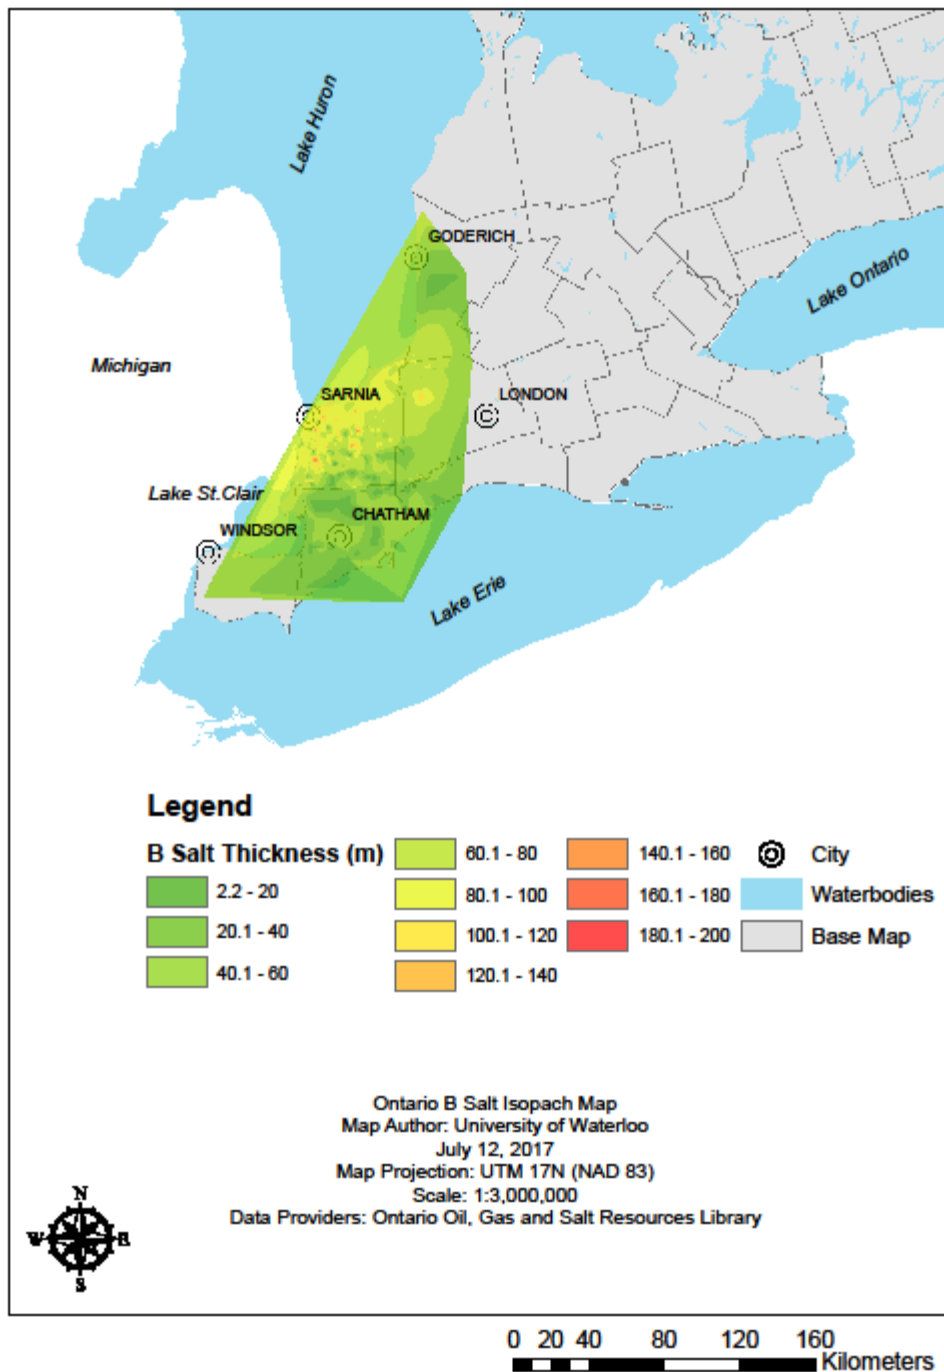 Lake Huron
GODERICH
Lake Ontario
Michigan
SARNIA
LONDON
Lake St.Clair
CHATHAM
WINDSOR
Lake Erie
Legend
B Salt Thickness (m)
2.2 - 20
20.1 - 40
40.1 - 60
60.1 - 80
80.1 - 100
100.1 - 120
120.1 - 140
140.1 - 160
160.1 - 180
180.1 - 200
City
Waterbodies
Base Map
Ontario B Salt Isopach Map
Map Author: University of Waterloo
July 12, 2017
Map Projection: UTM 17N (NAD 83)
Scale: 1:3,000,000
Data Providers: Ontario Oil, Gas and Salt Resources Library
N
W E
S
0 20 40 80 120 160
Kilometers